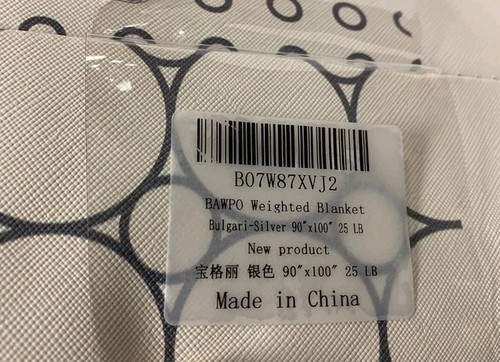 B07W87XVJ2
BAWPO Weighted Blanket
Bulgari-Silver 90"x100" 25 LB
New product
宝格丽 银色 90"x100" 25 LB
Made in China